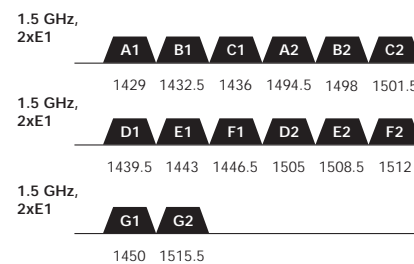 1.5 GHz,
2xE1
A1 B1 C1 A2 B2 C2
1429 1432.5 1436 1494.5 1498 1501.5
1.5 GHz,
2xE1
D1 E1 F1 D2 E2 F2
1439.5 1443 1446.5 1505 1508.5 1512
1.5 GHz,
2xE1
G1 G2
1450 1515.5